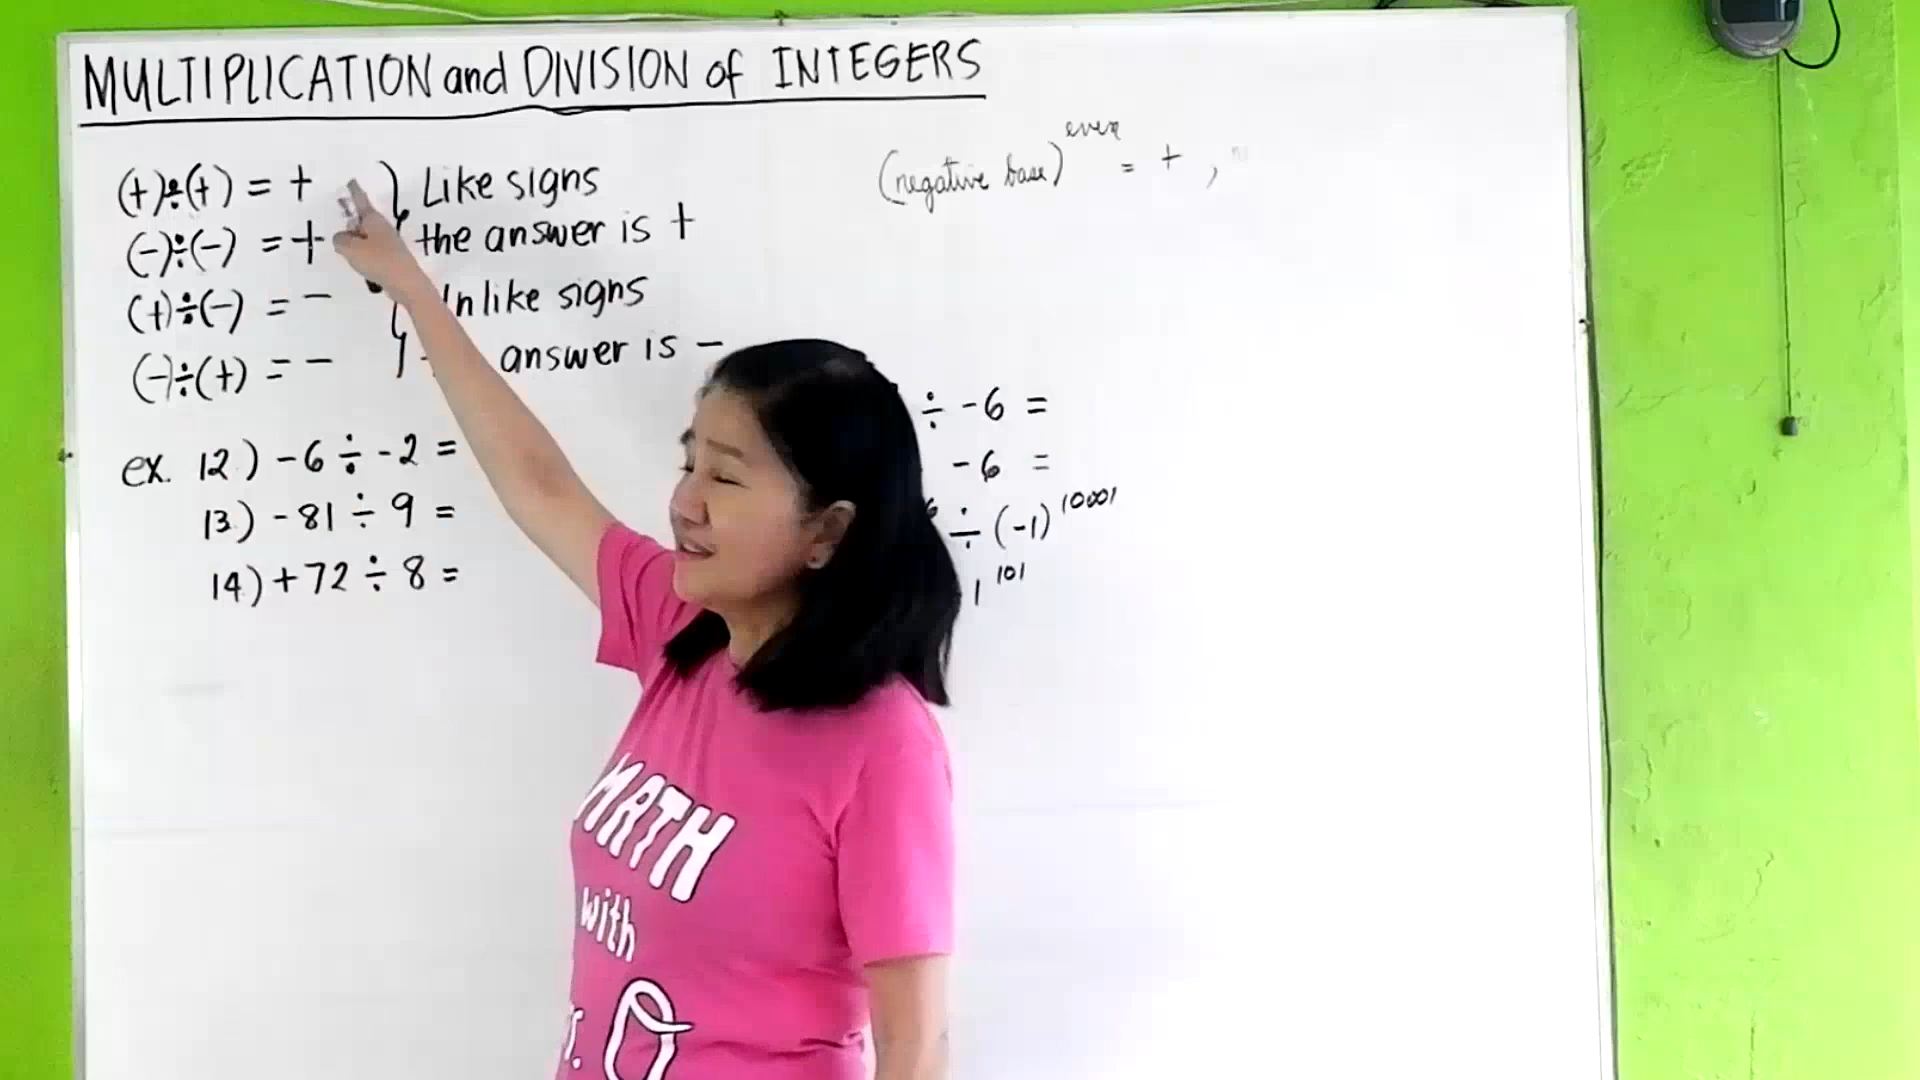 MULTIPLICATION and DIVISION of INTEGERS
(+)÷(+) = + } Like signs
(-)÷(-) = + the answer is +
(+)÷(-) = - } Unlike signs
(-)÷(+) = - answer is -
ex. 12.) -6 ÷ -2 =
13.) -81 ÷ 9 =
14.) +72 ÷ 8 =
(negative base)^even = + ,
÷ -6 =
-6 =
÷ (-1)^10001
1^101
MATH
with